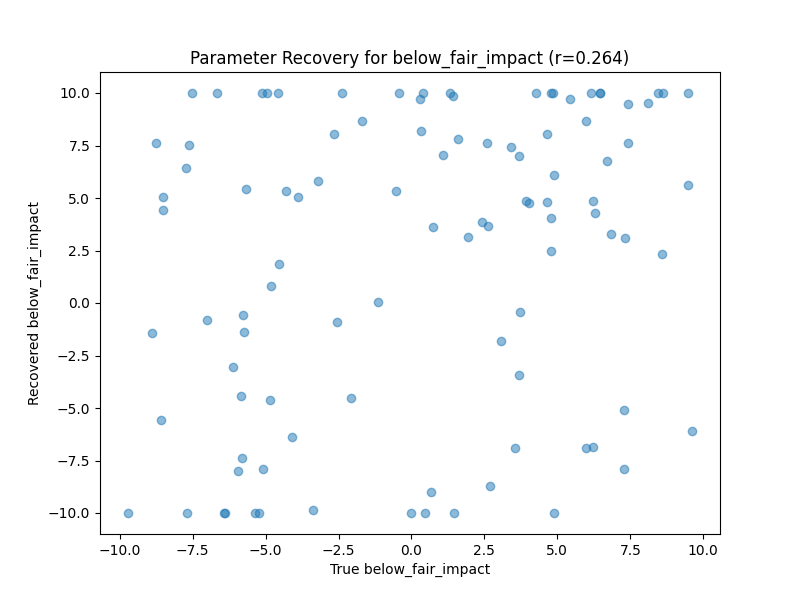 Parameter Recovery for below_fair_impact (r=0.264)
10.0
7.5
5.0
2.5
0.0
−2.5
−5.0
−7.5
−10.0
Recovered below_fair_impact
−10.0 −7.5 −5.0 −2.5 0.0 2.5 5.0 7.5 10.0
True below_fair_impact